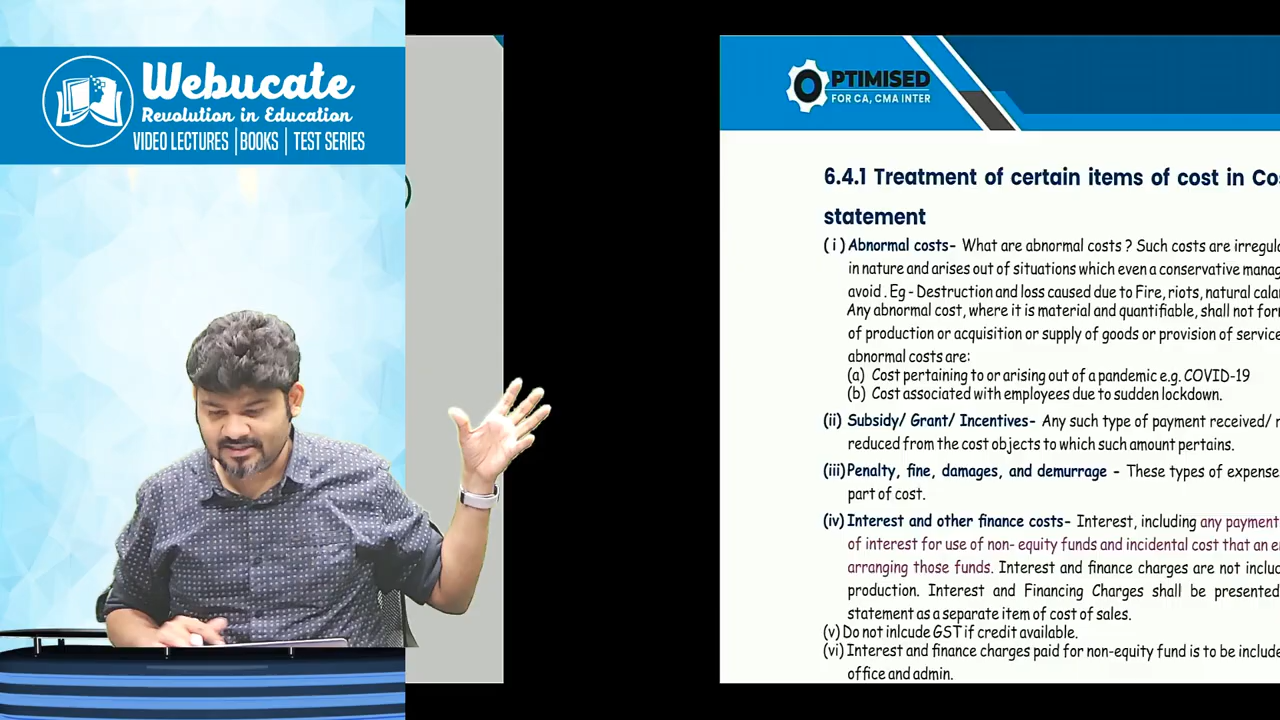 Webucate
Revolution in Education
VIDEO LECTURES | BOOKS | TEST SERIES
OPTIMISED
FOR CA, CMA INTER
6.4.1 Treatment of certain items of cost in
statement
( i ) Abnormal costs- What are abnormal costs ? Such costs are
in nature and arises out of situations which even a conservative
avoid . Eg - Destruction and loss caused due to Fire, riots, natural
Any abnormal cost, where it is material and quantifiable, shall not
of production or acquisition or supply of goods or provision of
abnormal costs are:
(a) Cost pertaining to or arising out of a pandemic e.g. COVID-19
(b) Cost associated with employees due to sudden lockdown.
(ii) Subsidy/ Grant/ Incentives- Any such type of payment received/
reduced from the cost objects to which such amount pertains.
(iii) Penalty, fine, damages, and demurrage - These types of
part of cost.
(iv) Interest and other finance costs- Interest, including any payment
of interest for use of non- equity funds and incidental cost that an
arranging those funds. Interest and finance charges are not
production. Interest and Financing Charges shall be presented
statement as a separate item of cost of sales.
(v) Do not inlcude GST if credit available.
(vi) Interest and finance charges paid for non-equity fund is to be
office and admin.